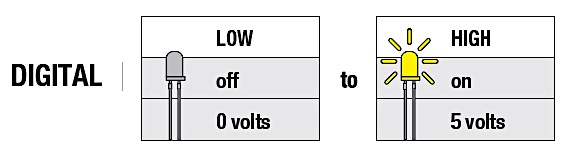 DIGITAL
LOW
off
0 volts
to
HIGH
on
5 volts